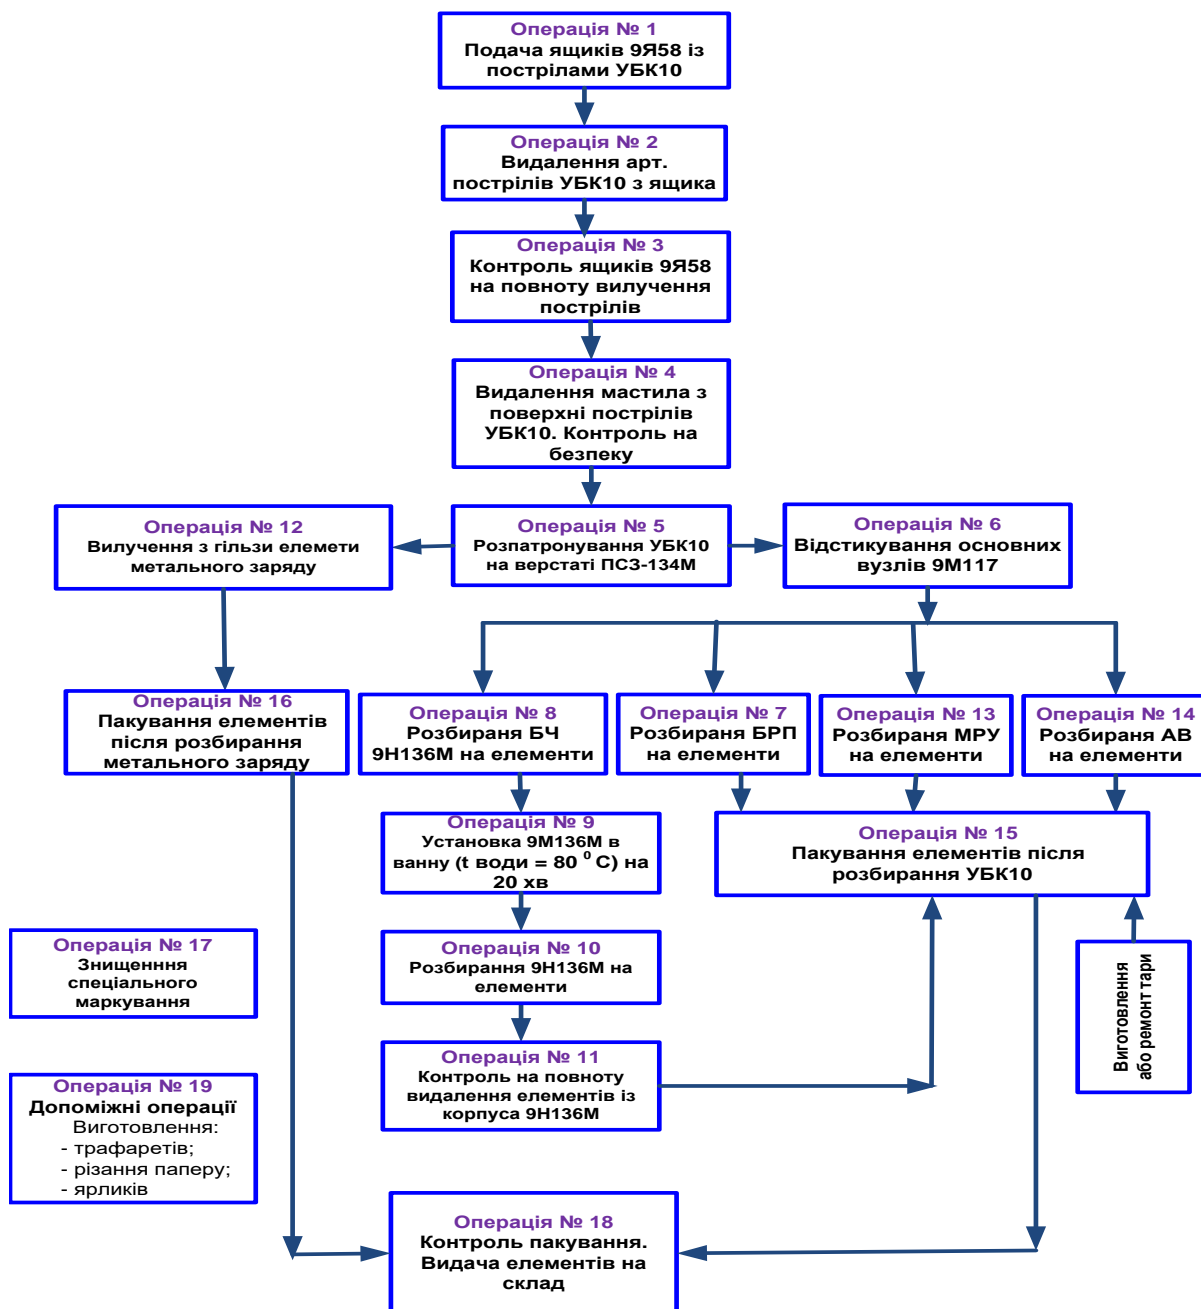 Операція № 1
Подача ящиків 9Я58 із
пострілами УБК10
Операція № 2
Видалення арт.
пострілів УБК10 з ящика
Операція № 3
Контроль ящиків 9Я58
на повноту вилучення
пострілів
Операція № 4
Видалення мастила з
поверхні пострілів
УБК10. Контроль на
безпеку
Операція № 12
Вилучення з гільзи елемети
метального заряду
Операція № 5
Розпатронування УБК10
на верстаті ПСЗ-134М
Операція № 6
Відстикування основних
вузлів 9М117
Операція № 16
Пакування елементів
після розбирання
метального заряду
Операція № 8
Розбираня БЧ
9Н136М на елементи
Операція № 7
Розбираня БРП
на елементи
Операція № 13
Розбираня МРУ
на елементи
Операція № 14
Розбираня АВ
на елементи
Операція № 9
Установка 9М136М в
ванну (t води = 80 ⁰ С) на
20 хв
Операція № 15
Пакування елементів після
розбирання УБК10
Операція № 10
Розбирання 9Н136М на
елементи
Операція № 11
Контроль на повноту
видалення елементів із
корпуса 9Н136М
Виготовлення
або ремонт тари
Операція № 17
Знищенння
спеціального
маркування
Операція № 19
Допоміжні операції
Виготовлення:
- трафаретів;
- різання паперу;
- ярликів
Операція № 18
Контроль пакування.
Видача елементів на
склад